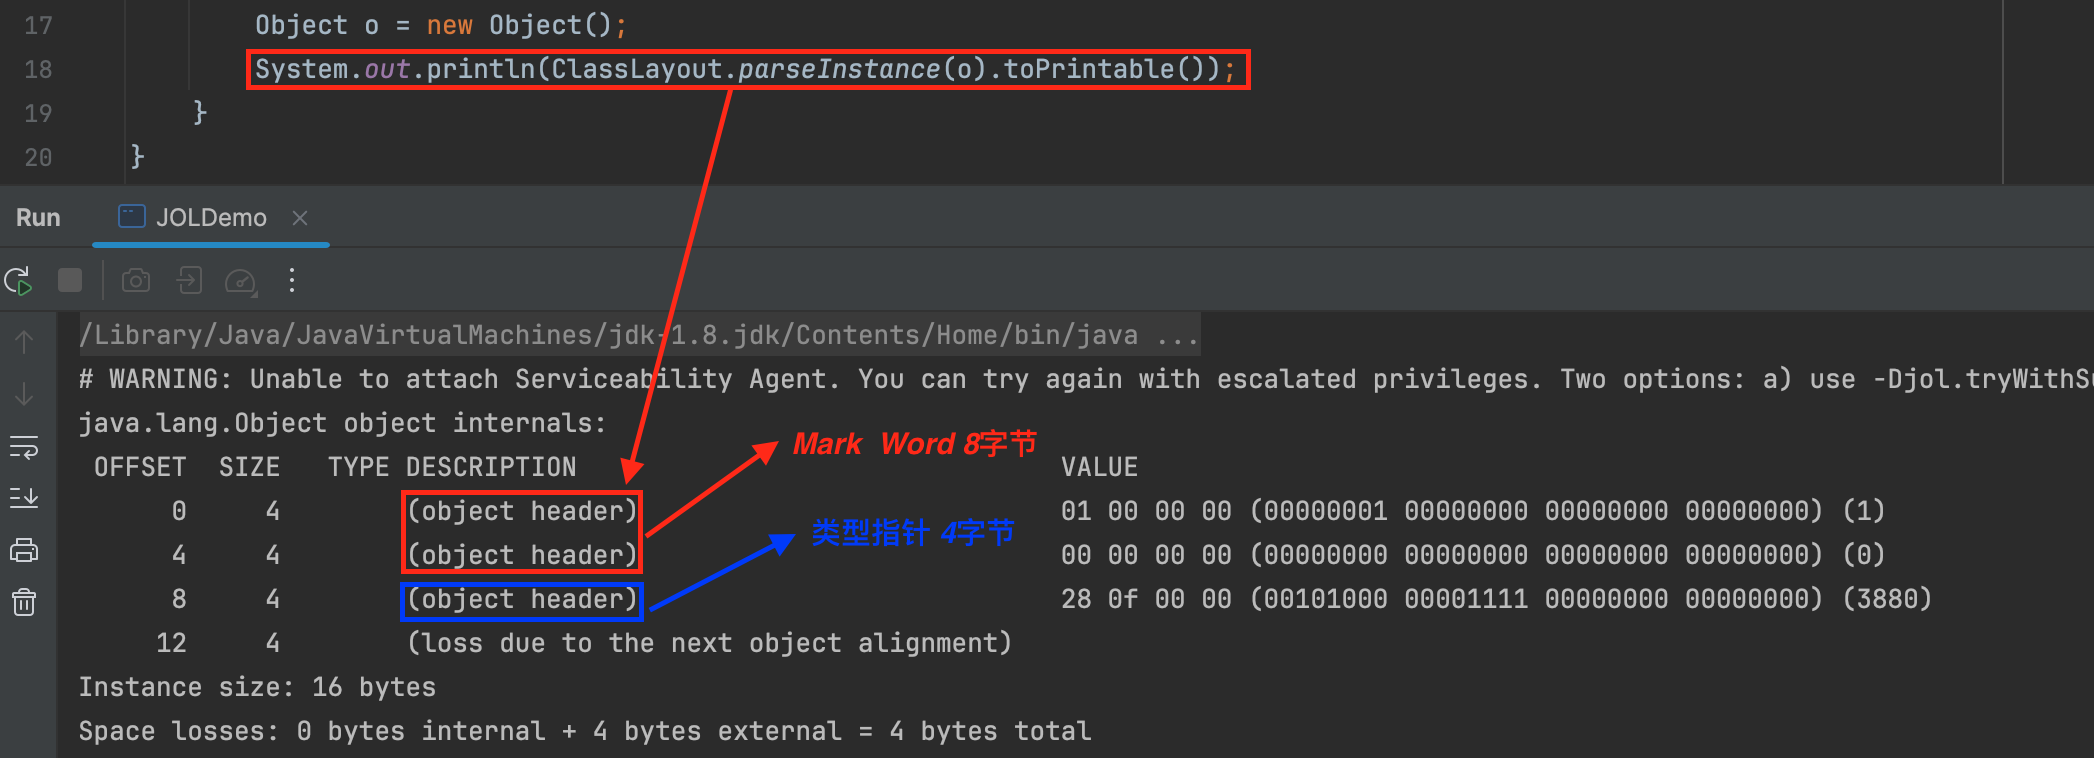 17 Object o = new Object();
18 System.out.println(ClassLayout.parseInstance(o).toPrintable());
19 }
20 }
Run JOLDemo
/Library/Java/JavaVirtualMachines/jdk-1.8.jdk/Contents/Home/bin/java ...
# WARNING: Unable to attach Serviceability Agent. You can try again with escalated privileges. Two options: a) use -Djol.tryWithSu
java.lang.Object object internals:
Mark Word 8字节
OFFSET SIZE TYPE DESCRIPTION VALUE
0 4 (object header) 01 00 00 00 (00000001 00000000 00000000 00000000) (1)
类型指针 4字节
4 4 (object header) 00 00 00 00 (00000000 00000000 00000000 00000000) (0)
8 4 (object header) 28 0f 00 00 (00101000 00001111 00000000 00000000) (3880)
12 4 (loss due to the next object alignment)
Instance size: 16 bytes
Space losses: 0 bytes internal + 4 bytes external = 4 bytes total